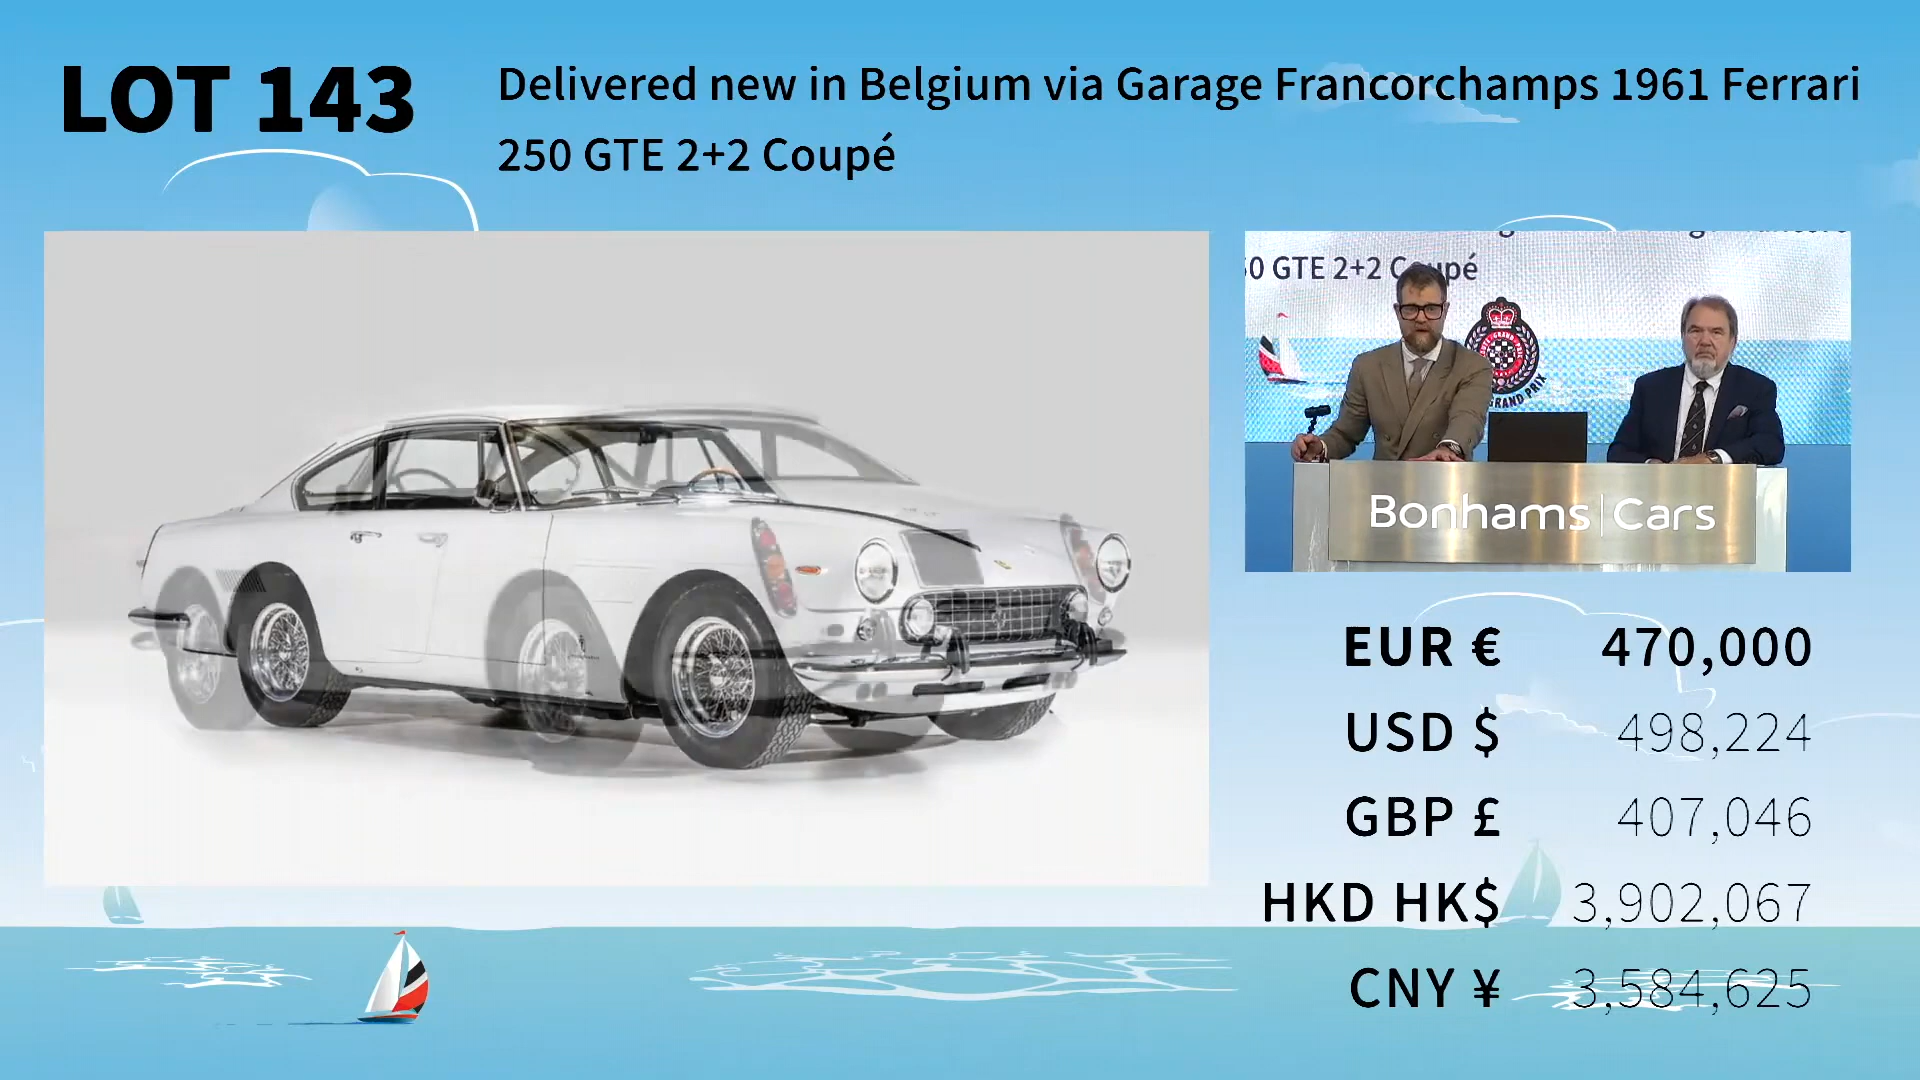 LOT 143
Delivered new in Belgium via Garage Francorchamps 1961 Ferrari
250 GTE 2+2 Coupé
GTE 2+2 Coupé
GRAND PRIX
Bonhams|Cars
EUR € 470,000
USD $ 498,224
GBP £ 407,046
HKD HK$ 3,902,067
CNY ¥ 3,584,625